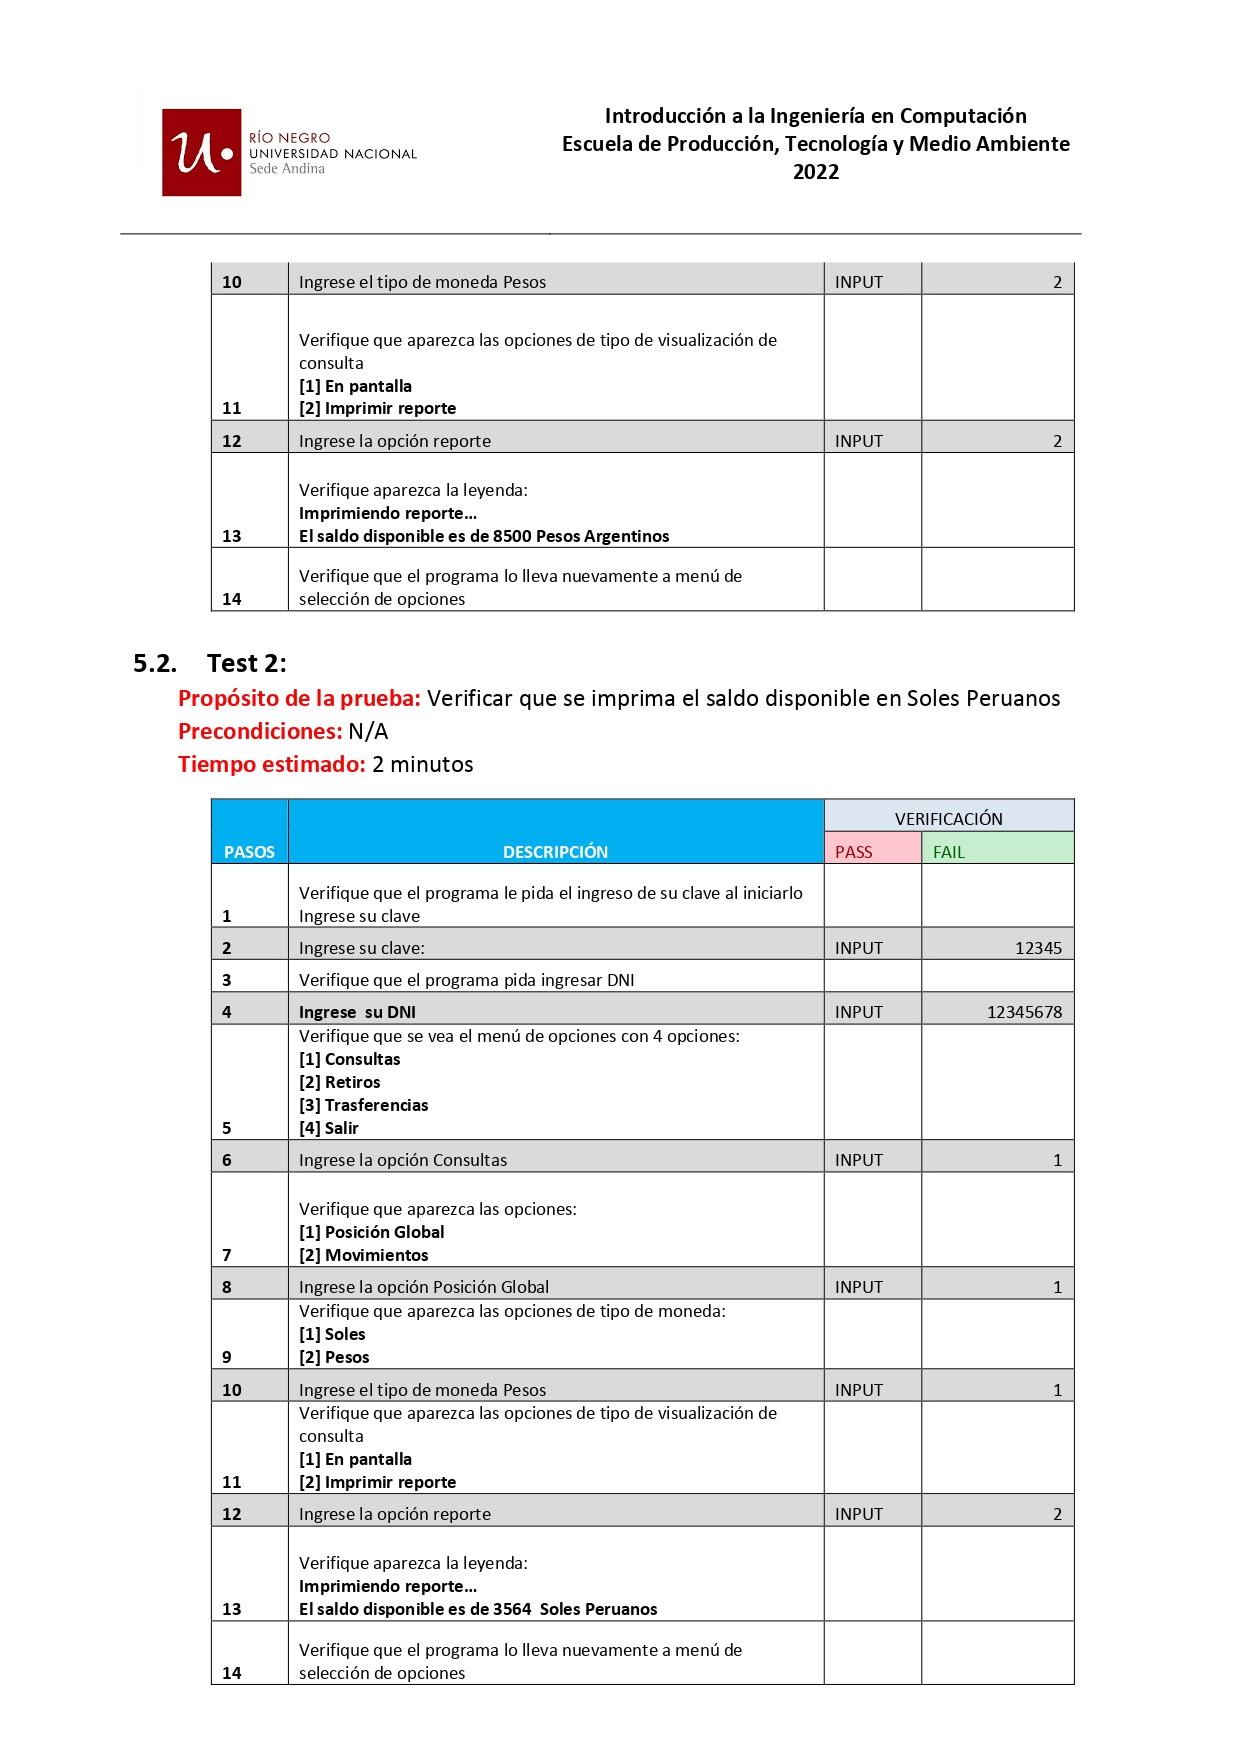 RÍO NEGRO
UNIVERSIDAD NACIONAL
Sede Andina
Introducción a la Ingeniería en Computación
Escuela de Producción, Tecnología y Medio Ambiente
2022
10 Ingrese el tipo de moneda Pesos INPUT 2
Verifique que aparezca las opciones de tipo de visualización de
consulta
[1] En pantalla
11 [2] Imprimir reporte
12 Ingrese la opción reporte INPUT 2
Verifique aparezca la leyenda:
Imprimiendo reporte...
13 El saldo disponible es de 8500 Pesos Argentinos
Verifique que el programa lo lleva nuevamente a menú de
14 selección de opciones
5.2. Test 2:
Propósito de la prueba: Verificar que se imprima el saldo disponible en Soles Peruanos
Precondiciones: N/A
Tiempo estimado: 2 minutos
VERIFICACIÓN
PASOS DESCRIPCIÓN PASS FAIL
Verifique que el programa le pida el ingreso de su clave al iniciarlo
1 Ingrese su clave
2 Ingrese su clave: INPUT 12345
3 Verifique que el programa pida ingresar DNI
4 Ingrese  su DNI INPUT 12345678
Verifique que se vea el menú de opciones con 4 opciones:
[1] Consultas
[2] Retiros
[3] Trasferencias
5 [4] Salir
6 Ingrese la opción Consultas INPUT 1
Verifique que aparezca las opciones:
[1] Posición Global
7 [2] Movimientos
8 Ingrese la opción Posición Global INPUT 1
Verifique que aparezca las opciones de tipo de moneda:
[1] Soles
9 [2] Pesos
10 Ingrese el tipo de moneda Pesos INPUT 1
Verifique que aparezca las opciones de tipo de visualización de
consulta
[1] En pantalla
11 [2] Imprimir reporte
12 Ingrese la opción reporte INPUT 2
Verifique aparezca la leyenda:
Imprimiendo reporte...
13 El saldo disponible es de 3564  Soles Peruanos
Verifique que el programa lo lleva nuevamente a menú de
14 selección de opciones